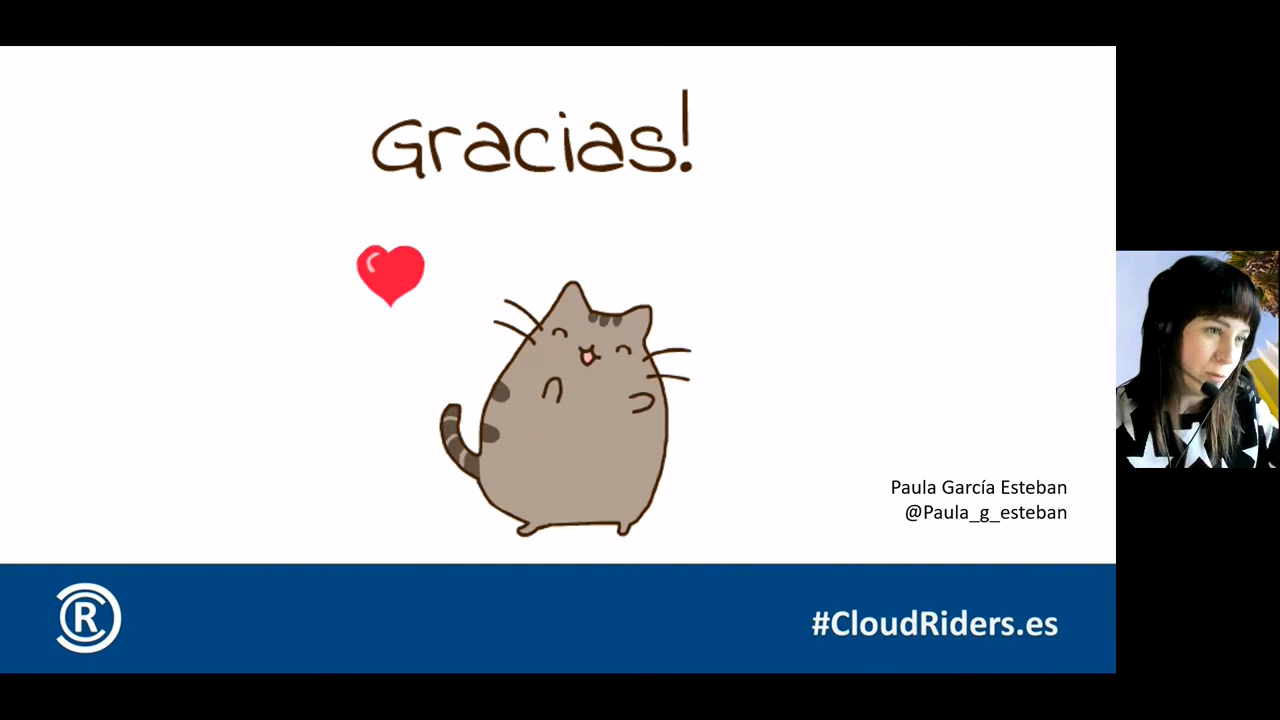 Gracias!
Paula García Esteban
@Paula_g_esteban
R
#CloudRiders.es